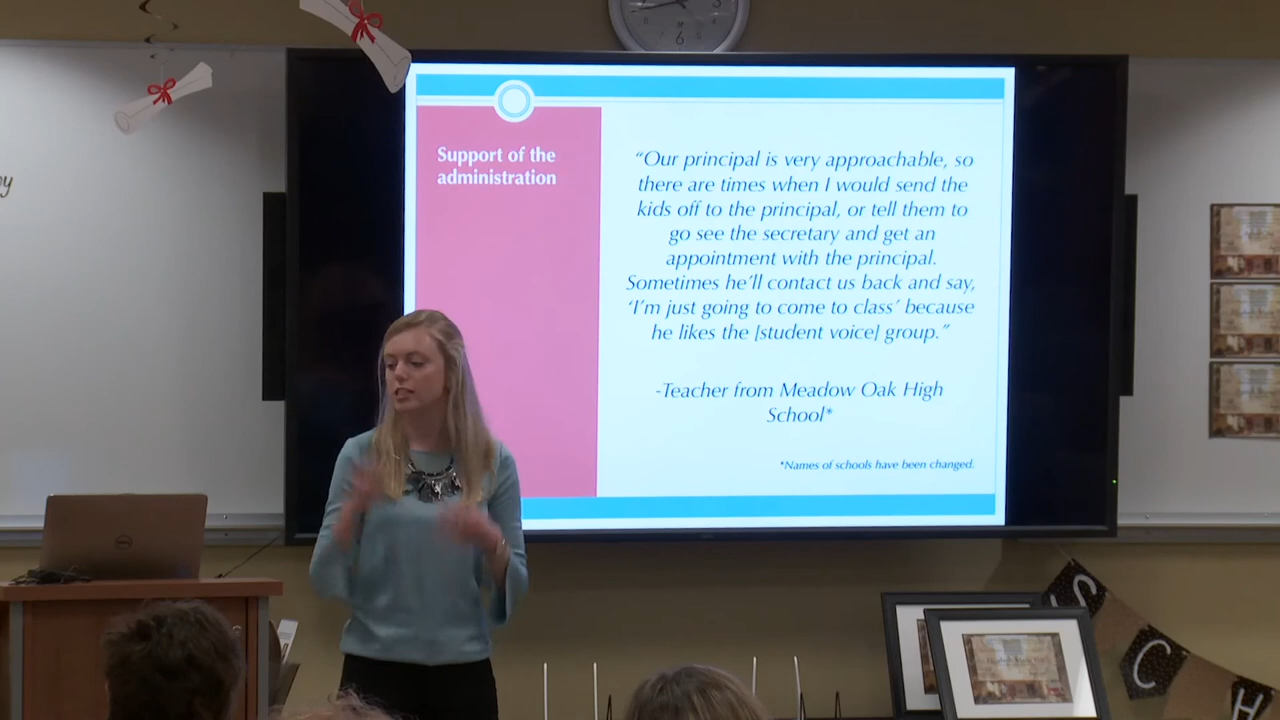 Support of the
administration
“Our principal is very approachable, so
there are times when I would send the
kids off to the principal, or tell them to
go see the secretary and get an
appointment with the principal.
Sometimes he’ll contact us back and say,
‘I’m just going to come to class’ because
he likes the [student voice] group.”
-Teacher from Meadow Oak High
School*
*Names of schools have been changed.
3
6
DELL
S
C
H